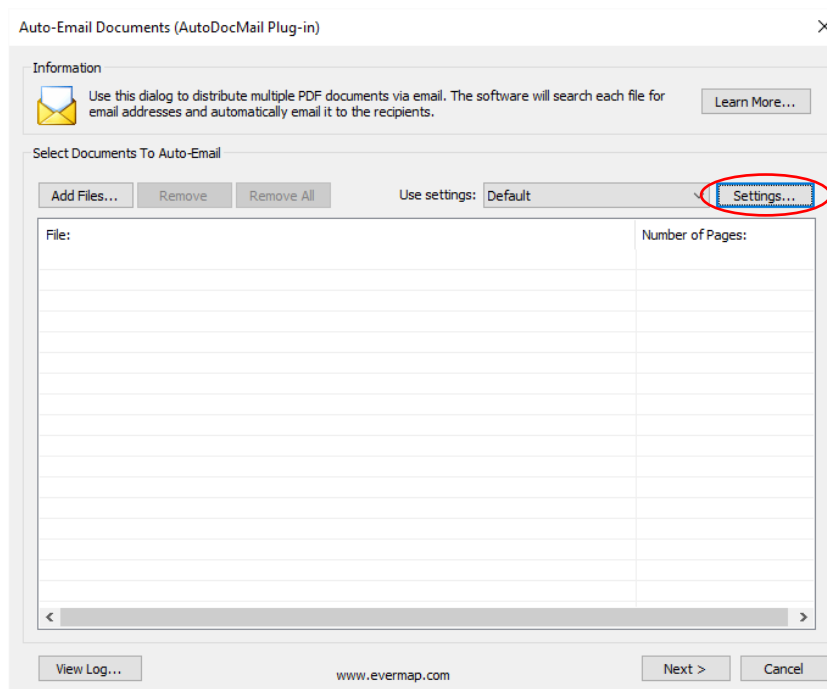 Auto-Email Documents (AutoDocMail Plug-in)
Information
Use this dialog to distribute multiple PDF documents via email. The software will search each file for
email addresses and automatically email it to the recipients.
Learn More...
Select Documents To Auto-Email
Add Files... Remove Remove All Use settings: Default Settings...
File: Number of Pages:
View Log... www.evermap.com Next > Cancel